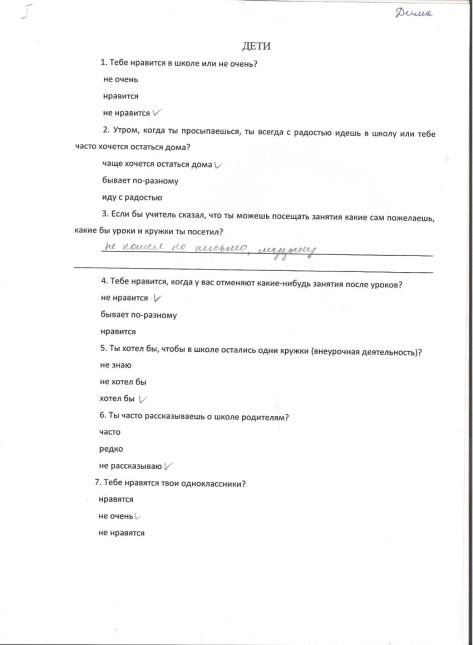 Дима
ДЕТИ
1. Тебе нравится в школе или не очень?
не очень
нравится
не нравится ✓
2. Утром, когда ты просыпаешься, ты всегда с радостью идешь в школу или тебе
часто хочется остаться дома?
чаще хочется остаться дома ✓
бывает по-разному
иду с радостью
3. Если бы учитель сказал, что ты можешь посещать занятия какие сам пожелаешь,
какие бы уроки и кружки ты посетил?
не пошел на письмо, музыку
4. Тебе нравится, когда у вас отменяют какие-нибудь занятия после уроков?
не нравится ✓
бывает по-разному
нравится
5. Ты хотел бы, чтобы в школе остались одни кружки (внеурочная деятельность)?
не знаю
не хотел бы
хотел бы ✓
6. Ты часто рассказываешь о школе родителям?
часто
редко
не рассказываю ✓
7. Тебе нравятся твои одноклассники?
нравятся
не очень ✓
не нравятся